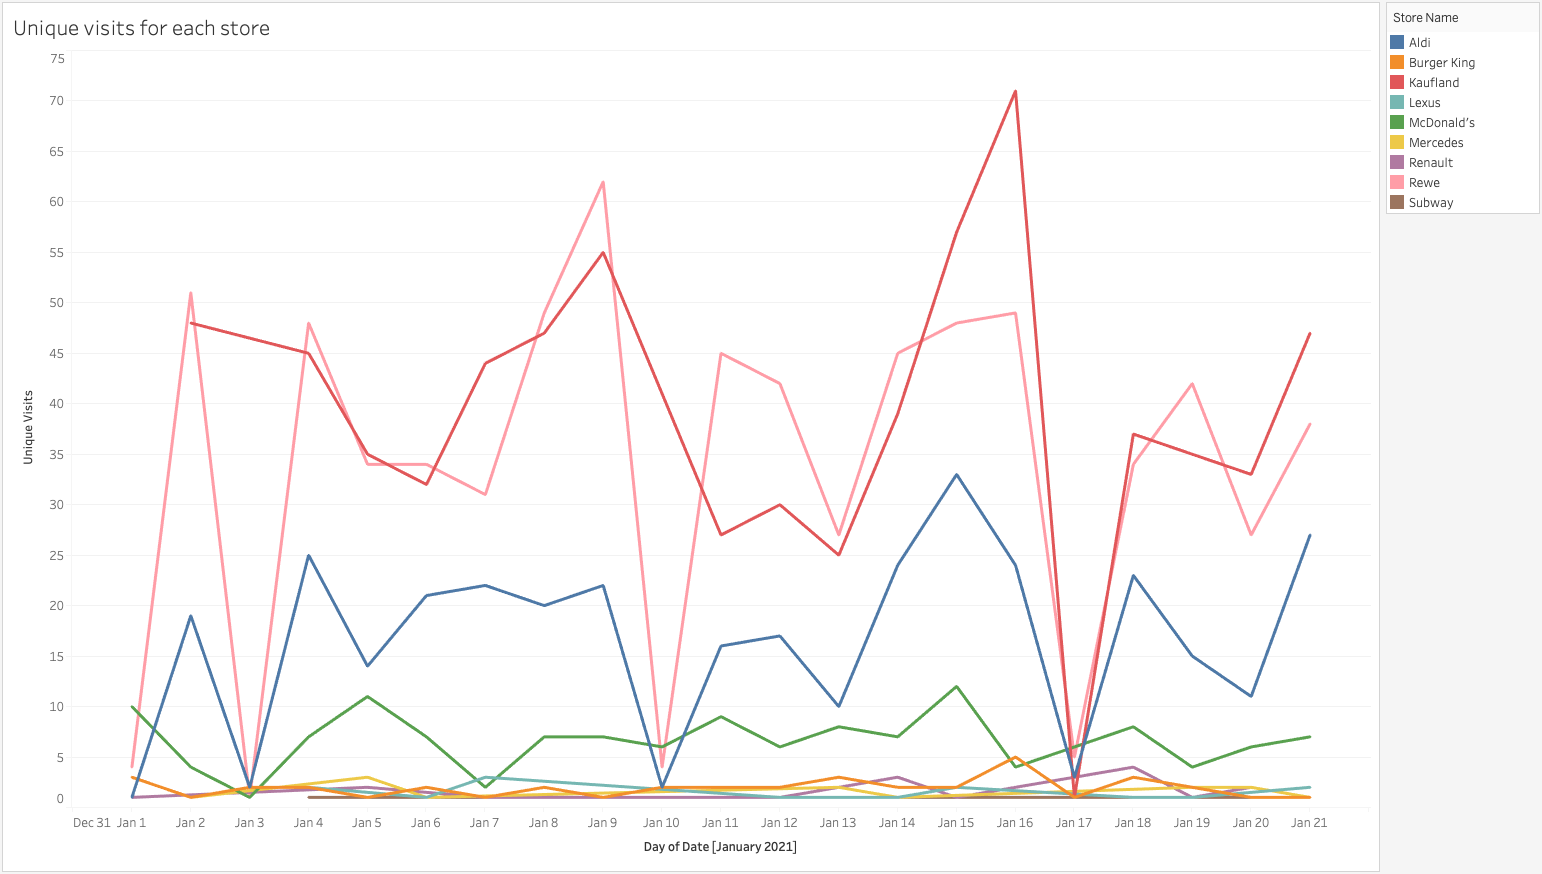 Unique visits for each store
75
70
65
60
55
50
45
40
35
30
25
20
15
10
5
0
Unique Visits
Dec 31 Jan 1 Jan 2 Jan 3 Jan 4 Jan 5 Jan 6 Jan 7 Jan 8 Jan 9 Jan 10 Jan 11 Jan 12 Jan 13 Jan 14 Jan 15 Jan 16 Jan 17 Jan 18 Jan 19 Jan 20 Jan 21
Day of Date [January 2021]
Store Name
Aldi
Burger King
Kaufland
Lexus
McDonald's
Mercedes
Renault
Rewe
Subway